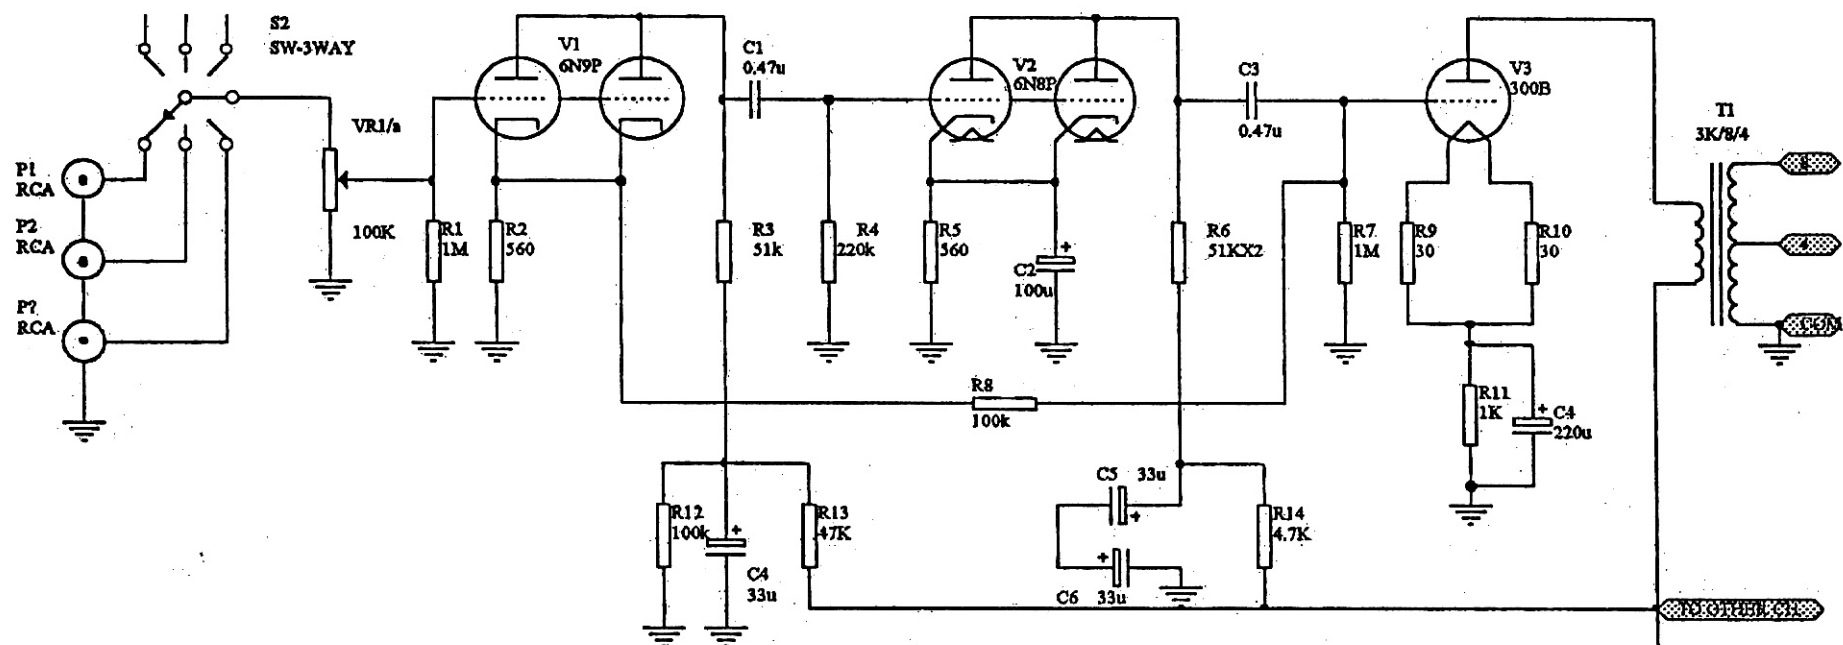 S2
SW-3WAY
V1
6N9P
C1
0.47u
V2
6N8P
C3
0.47u
V3
300B
T1
3K/8/4
VR1/a
100K
P1
RCA
P2
RCA
P?
RCA
R1
1M
R2
560
R3
51k
R4
220k
R5
560
C2
100u
R6
51KX2
R7
1M
R9
30
R10
30
8
4
COM
R8
100k
R11
1K
C4
220u
R12
100k
C4
33u
R13
47K
C5 33u
C6 33u
R14
4.7K
TO OTHER CH.